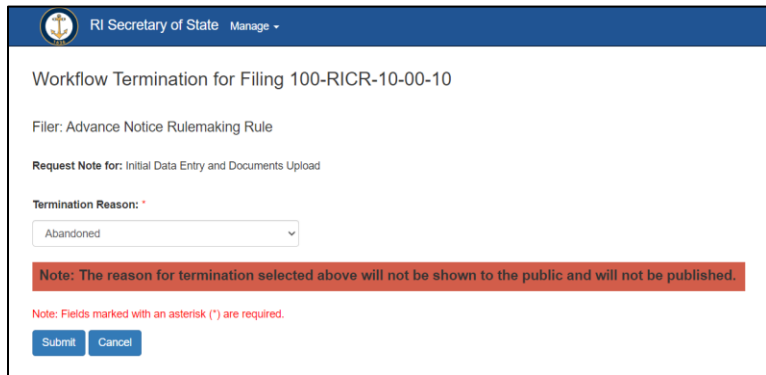 RI Secretary of State Manage
Workflow Termination for Filing 100-RICR-10-00-10
Filer: Advance Notice Rulemaking Rule
Request Note for: Initial Data Entry and Documents Upload
Termination Reason: *
Abandoned
Note: The reason for termination selected above will not be shown to the public and will not be published.
Note: Fields marked with an asterisk (*) are required.
Submit Cancel